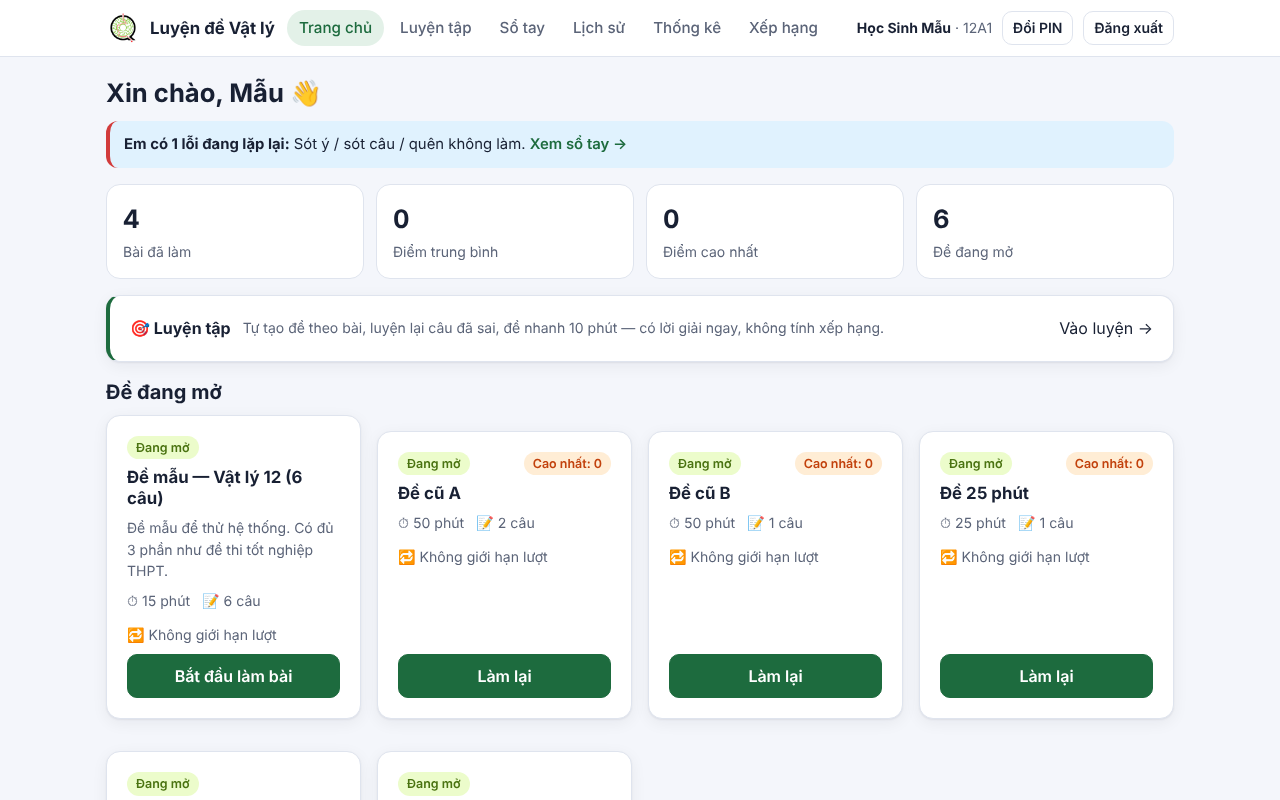 Luyện đề Vật lý Trang chủ Luyện tập Sổ tay Lịch sử Thống kê Xếp hạng Học Sinh Mẫu · 12A1 Đổi PIN Đăng xuất
Xin chào, Mẫu 👋
Em có 1 lỗi đang lặp lại: Sót ý / sót câu / quên không làm. Xem sổ tay →
4
Bài đã làm
0
Điểm trung bình
0
Điểm cao nhất
6
Đề đang mở
🎯 Luyện tập Tự tạo đề theo bài, luyện lại câu đã sai, đề nhanh 10 phút — có lời giải ngay, không tính xếp hạng. Vào luyện →
Đề đang mở
Đang mở
Đề mẫu — Vật lý 12 (6
câu)
Đề mẫu để thử hệ thống. Có đủ
3 phần như đề thi tốt nghiệp
THPT.
⏱ 15 phút 📝 6 câu
🔁 Không giới hạn lượt
Bắt đầu làm bài
Đang mở Cao nhất: 0
Đề cũ A
⏱ 50 phút 📝 2 câu
🔁 Không giới hạn lượt
Làm lại
Đang mở Cao nhất: 0
Đề cũ B
⏱ 50 phút 📝 1 câu
🔁 Không giới hạn lượt
Làm lại
Đang mở Cao nhất: 0
Đề 25 phút
⏱ 25 phút 📝 1 câu
🔁 Không giới hạn lượt
Làm lại
Đang mở
Đang mở